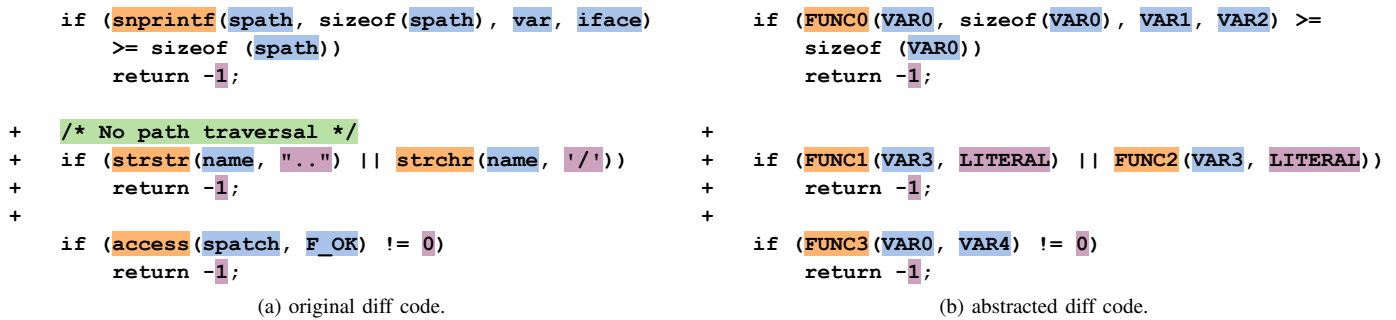 if (snprintf(spath, sizeof(spath), var, iface)
>= sizeof (spath))
return -1;
+ /* No path traversal */
+ if (strstr(name, "..") || strchr(name, '/'))
+ return -1;
+
if (access(spatch, F_OK) != 0)
return -1;
(a) original diff code.
if (FUNC0(VAR0, sizeof(VAR0), VAR1, VAR2) >=
sizeof (VAR0))
return -1;
+
+ if (FUNC1(VAR3, LITERAL) || FUNC2(VAR3, LITERAL))
+ return -1;
+
if (FUNC3(VAR0, VAR4) != 0)
return -1;
(b) abstracted diff code.